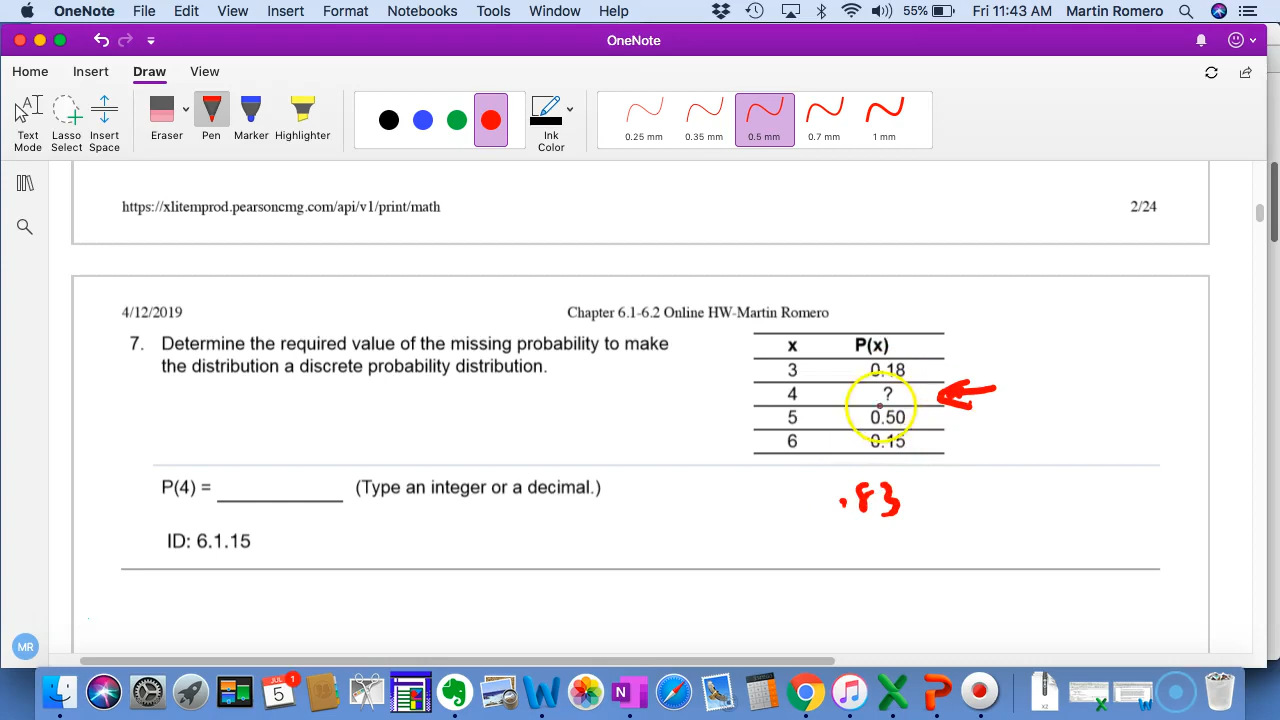 OneNote File Edit View Insert Format Notebooks Tools Window Help 55% Fri 11:43 AM Martin Romero
OneNote
Home Insert Draw View
Text Mode Lasso Select Insert Space Eraser Pen Marker Highlighter Ink Color 0.25 mm 0.35 mm 0.5 mm 0.7 mm 1 mm
https://xlitemprod.pearsoncmg.com/api/v1/print/math 2/24
4/12/2019 Chapter 6.1-6.2 Online HW-Martin Romero
7. Determine the required value of the missing probability to make
the distribution a discrete probability distribution.
x P(x)
3 0.18
4 ?
5 0.50
6 0.15
P(4) = (Type an integer or a decimal.)
.83
ID: 6.1.15
MR
JUL 5 1